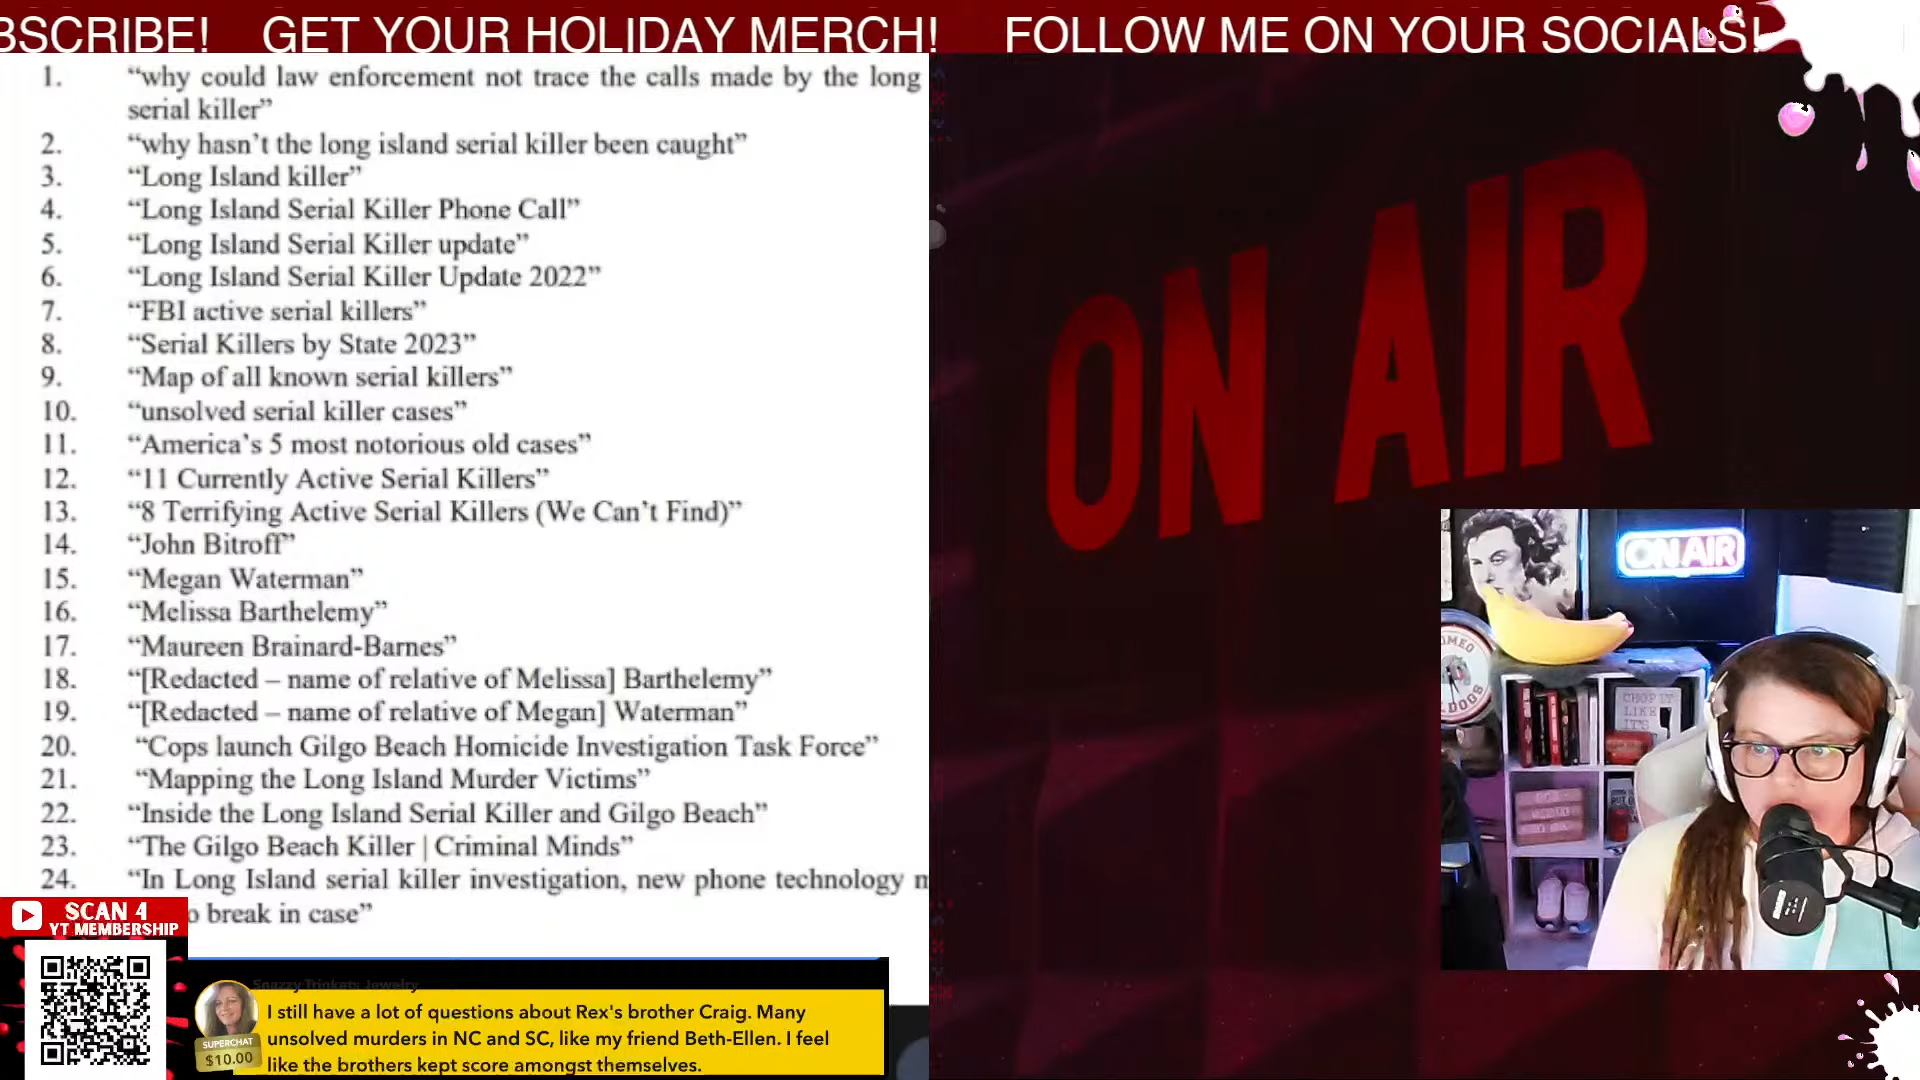 BSCRIBE! GET YOUR HOLIDAY MERCH! FOLLOW ME ON YOUR SOCIALS!
1. “why could law enforcement not trace the calls made by the long
serial killer”
2. “why hasn’t the long island serial killer been caught”
3. “Long Island killer”
4. “Long Island Serial Killer Phone Call”
5. “Long Island Serial Killer update”
6. “Long Island Serial Killer Update 2022”
7. “FBI active serial killers”
8. “Serial Killers by State 2023”
9. “Map of all known serial killers”
10. “unsolved serial killer cases”
11. “America’s 5 most notorious old cases”
12. “11 Currently Active Serial Killers”
13. “8 Terrifying Active Serial Killers (We Can’t Find)”
14. “John Bitroff”
15. “Megan Waterman”
16. “Melissa Barthelemy”
17. “Maureen Brainard-Barnes”
18. “[Redacted – name of relative of Melissa] Barthelemy”
19. “[Redacted – name of relative of Megan] Waterman”
20. “Cops launch Gilgo Beach Homicide Investigation Task Force”
21. “Mapping the Long Island Murder Victims”
22. “Inside the Long Island Serial Killer and Gilgo Beach”
23. “The Gilgo Beach Killer | Criminal Minds”
24. “In Long Island serial killer investigation, new phone technology
o break in case”
SCAN 4
YT MEMBERSHIP
Snazzy Trinkets Jewelry
SUPERCHAT
$10.00
I still have a lot of questions about Rex's brother Craig. Many
unsolved murders in NC and SC, like my friend Beth-Ellen. I feel
like the brothers kept score amongst themselves.
ON AIR
ON AIR
CHOP IT
LIKE
IT'S